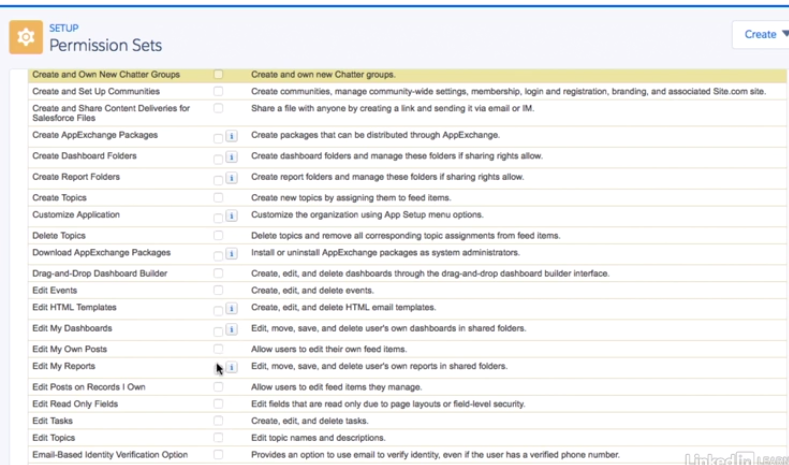 SETUP
Permission Sets
Create
Create and Own New Chatter Groups Create and own new Chatter groups.
Create and Set Up Communities Create communities, manage community-wide settings, membership, login and registration, branding, and associated Site.com site.
Create and Share Content Deliveries for Share a file with anyone by creating a link and sending it via email or IM.
Salesforce Files
Create AppExchange Packages i Create packages that can be distributed through AppExchange.
Create Dashboard Folders i Create dashboard folders and manage these folders if sharing rights allow.
Create Report Folders i Create report folders and manage these folders if sharing rights allow.
Create Topics Create new topics by assigning them to feed items.
Customize Application i Customize the organization using App Setup menu options.
Delete Topics Delete topics and remove all corresponding topic assignments from feed items.
Download AppExchange Packages i Install or uninstall AppExchange packages as system administrators.
Drag-and-Drop Dashboard Builder Create, edit, and delete dashboards through the drag-and-drop dashboard builder interface.
Edit Events Create, edit, and delete events.
Edit HTML Templates i Create, edit, and delete HTML email templates.
Edit My Dashboards i Edit, move, save, and delete user's own dashboards in shared folders.
Edit My Own Posts Allow users to edit their own feed items.
Edit My Reports i Edit, move, save, and delete user's own reports in shared folders.
Edit Posts on Records I Own Allow users to edit feed items they manage.
Edit Read Only Fields Edit fields that are read only due to page layouts or field-level security.
Edit Tasks Create, edit, and delete tasks.
Edit Topics Edit topic names and descriptions.
Email-Based Identity Verification Option Provides an option to use email to verify identity, even if the user has a verified phone number.
LinkedIn